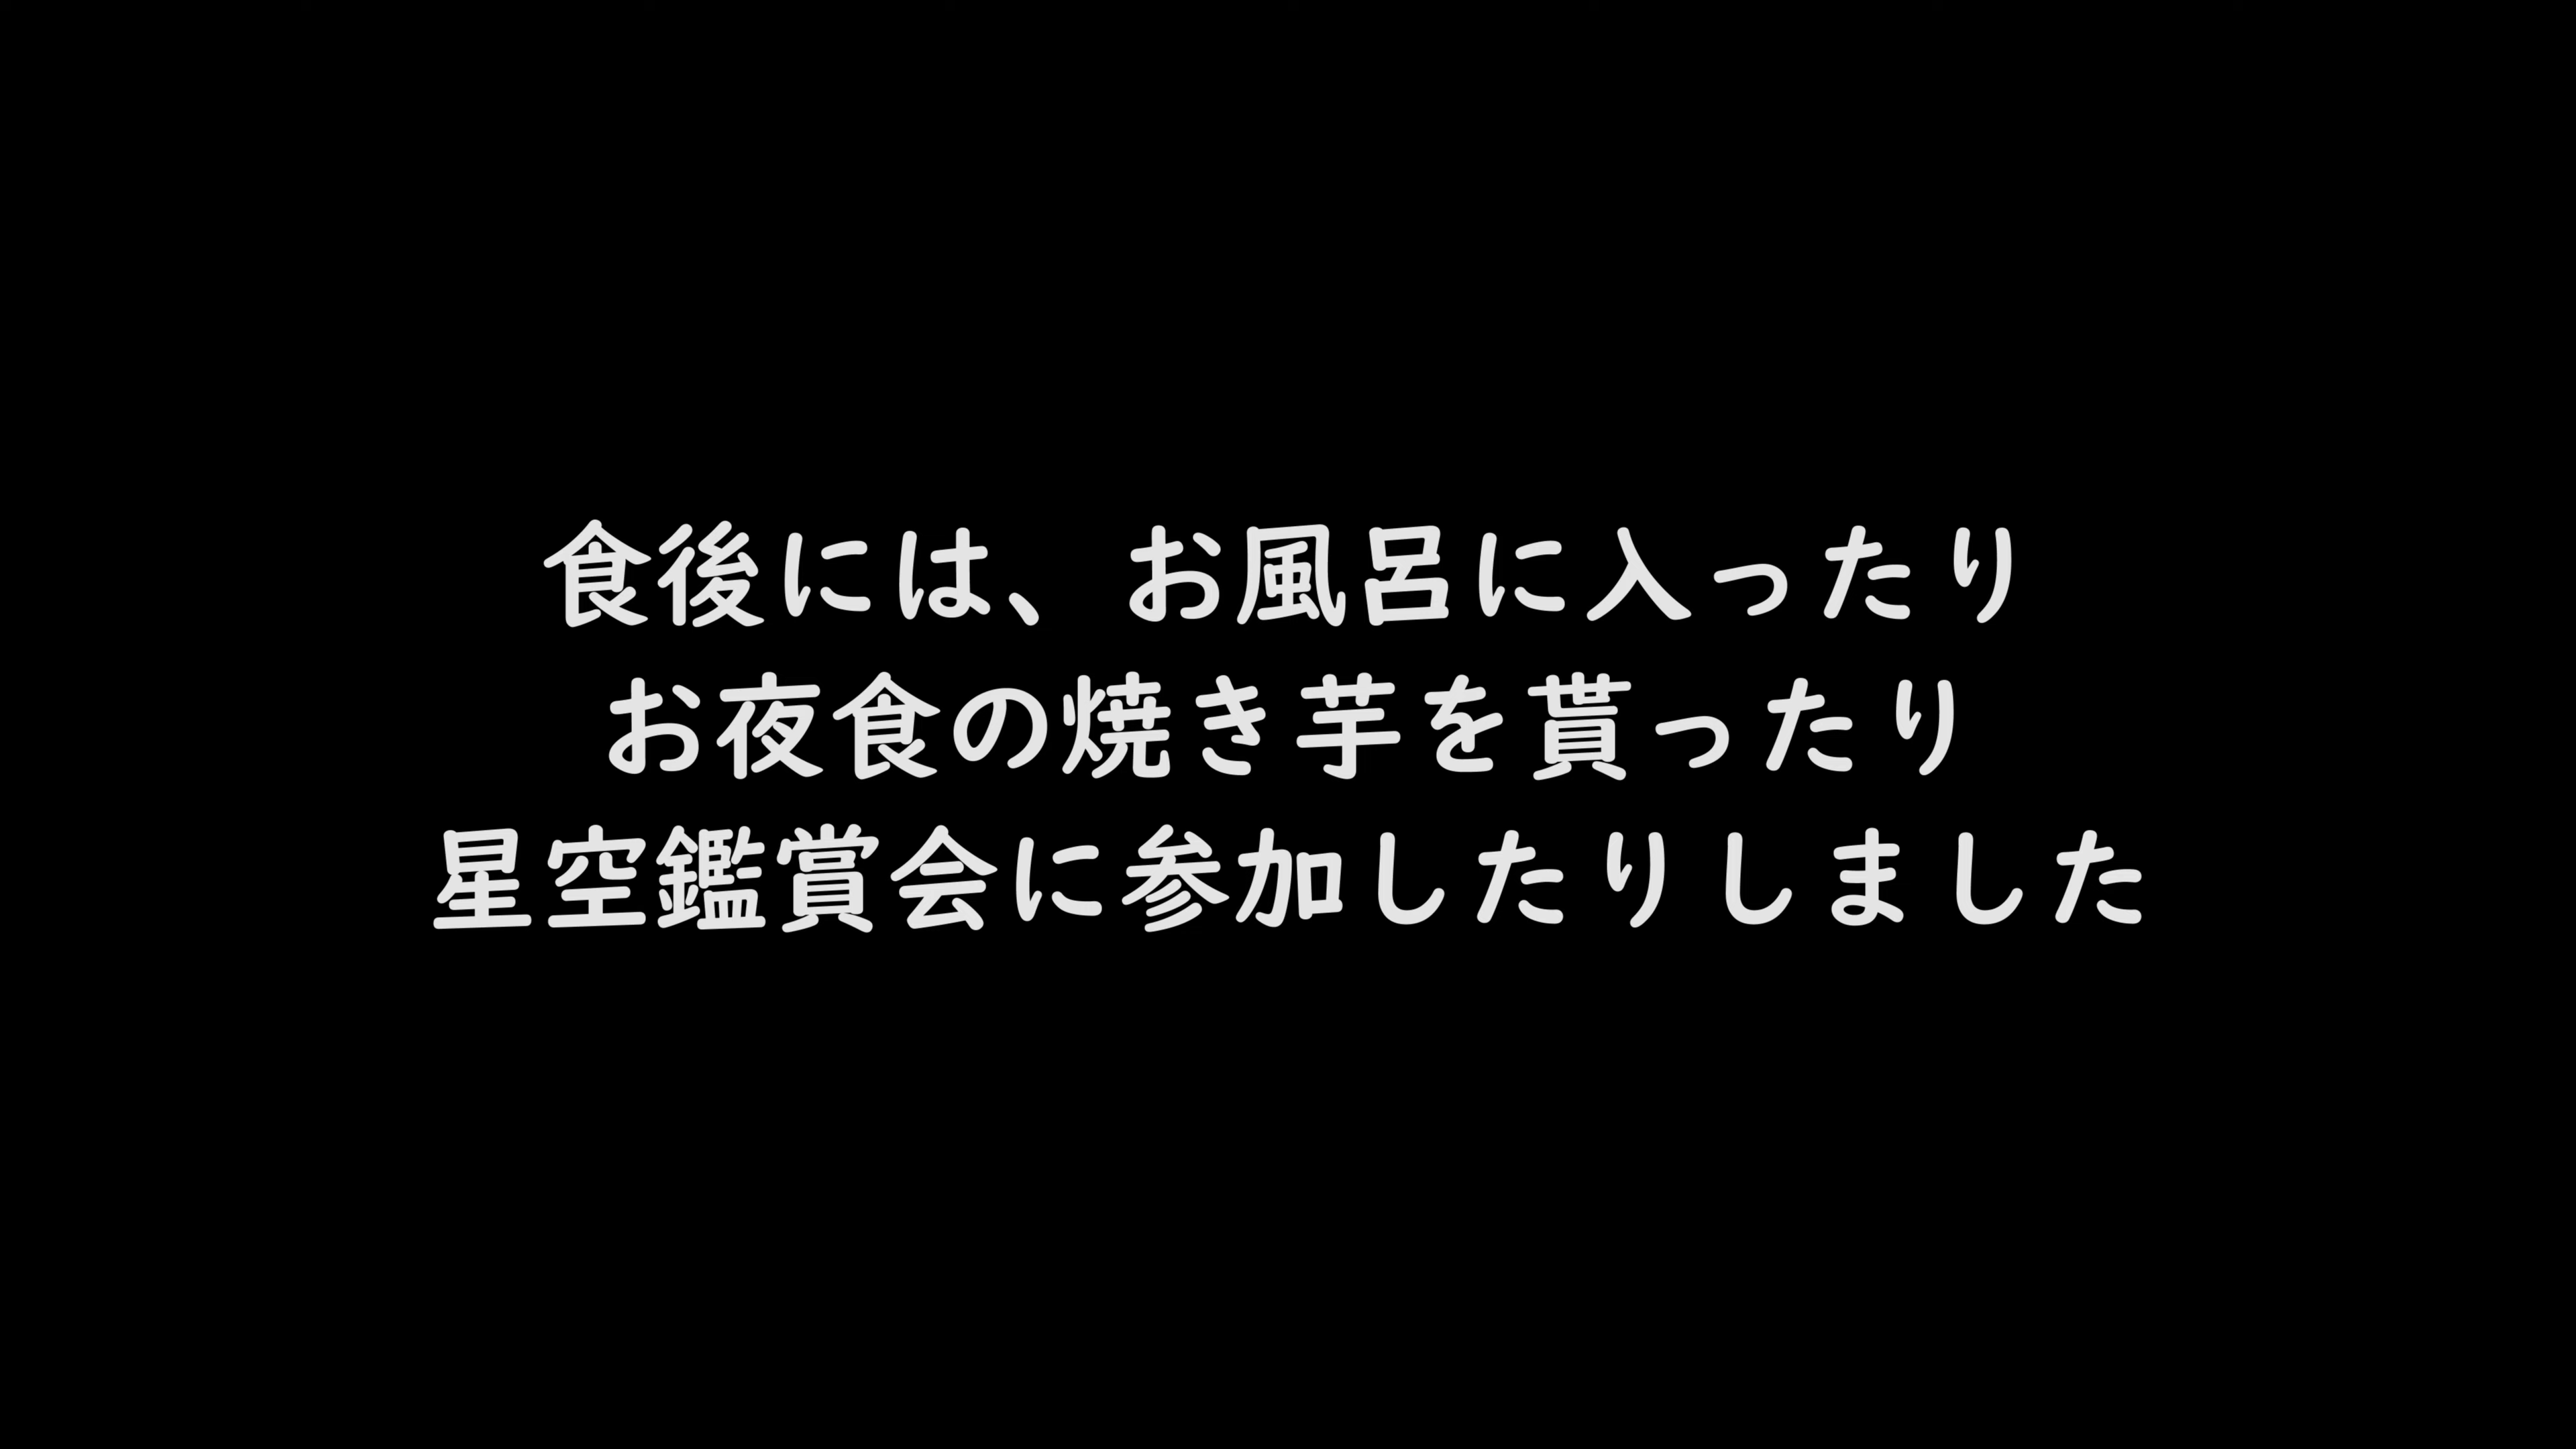 食後には、お風呂に入ったり
お夜食の焼き芋を貰ったり
星空鑑賞会に参加したりしました